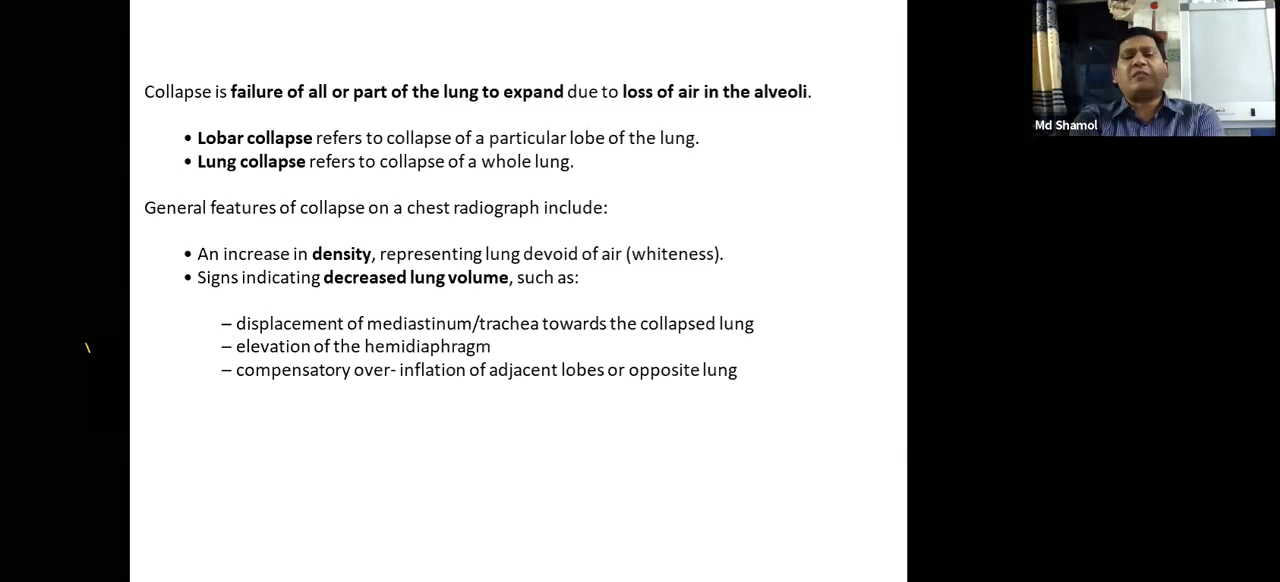 Collapse is failure of all or part of the lung to expand due to loss of air in the alveoli.
• Lobar collapse refers to collapse of a particular lobe of the lung.
• Lung collapse refers to collapse of a whole lung.
General features of collapse on a chest radiograph include:
• An increase in density, representing lung devoid of air (whiteness).
• Signs indicating decreased lung volume, such as:
– displacement of mediastinum/trachea towards the collapsed lung
– elevation of the hemidiaphragm
– compensatory over- inflation of adjacent lobes or opposite lung
Md Shamol